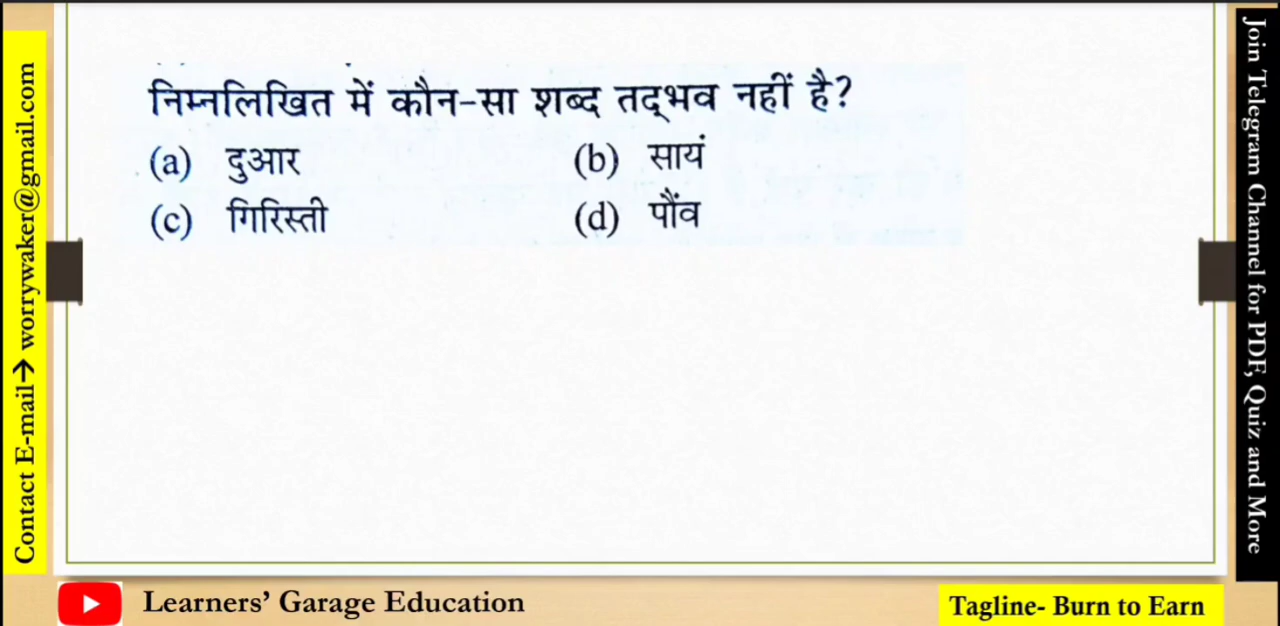 निम्नलिखित में कौन-सा शब्द तद्भव नहीं है?
(a) दुआर (b) सायं
(c) गिरिस्ती (d) पौंव
Contact E-mail→ worrywaker@gmail.com
Join Telegram Channel for PDF, Quiz and More
Learners' Garage Education
Tagline- Burn to Earn